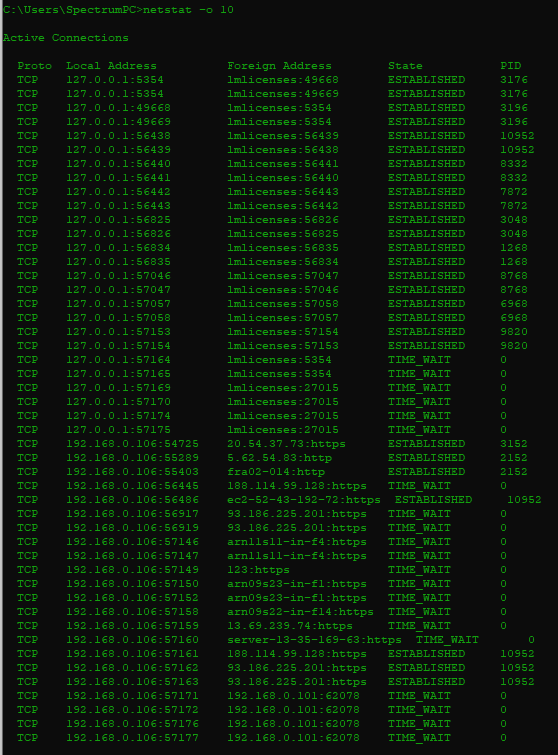 C:\Users\SpectrumPC>netstat -o 10
Active Connections
Proto Local Address Foreign Address State PID
TCP 127.0.0.1:5354 lmlicenses:49668 ESTABLISHED 3176
TCP 127.0.0.1:5354 lmlicenses:49669 ESTABLISHED 3176
TCP 127.0.0.1:49668 lmlicenses:5354 ESTABLISHED 3196
TCP 127.0.0.1:49669 lmlicenses:5354 ESTABLISHED 3196
TCP 127.0.0.1:56438 lmlicenses:56439 ESTABLISHED 10952
TCP 127.0.0.1:56439 lmlicenses:56438 ESTABLISHED 10952
TCP 127.0.0.1:56440 lmlicenses:56441 ESTABLISHED 8332
TCP 127.0.0.1:56441 lmlicenses:56440 ESTABLISHED 8332
TCP 127.0.0.1:56442 lmlicenses:56443 ESTABLISHED 7872
TCP 127.0.0.1:56443 lmlicenses:56442 ESTABLISHED 7872
TCP 127.0.0.1:56825 lmlicenses:56826 ESTABLISHED 3048
TCP 127.0.0.1:56826 lmlicenses:56825 ESTABLISHED 3048
TCP 127.0.0.1:56834 lmlicenses:56835 ESTABLISHED 1268
TCP 127.0.0.1:56835 lmlicenses:56834 ESTABLISHED 1268
TCP 127.0.0.1:57046 lmlicenses:57047 ESTABLISHED 8768
TCP 127.0.0.1:57047 lmlicenses:57046 ESTABLISHED 8768
TCP 127.0.0.1:57057 lmlicenses:57058 ESTABLISHED 6968
TCP 127.0.0.1:57058 lmlicenses:57057 ESTABLISHED 6968
TCP 127.0.0.1:57153 lmlicenses:57154 ESTABLISHED 9820
TCP 127.0.0.1:57154 lmlicenses:57153 ESTABLISHED 9820
TCP 127.0.0.1:57164 lmlicenses:5354 TIME_WAIT 0
TCP 127.0.0.1:57165 lmlicenses:5354 TIME_WAIT 0
TCP 127.0.0.1:57169 lmlicenses:27015 TIME_WAIT 0
TCP 127.0.0.1:57170 lmlicenses:27015 TIME_WAIT 0
TCP 127.0.0.1:57174 lmlicenses:27015 TIME_WAIT 0
TCP 127.0.0.1:57175 lmlicenses:27015 TIME_WAIT 0
TCP 192.168.0.106:54725 20.54.37.73:https ESTABLISHED 3152
TCP 192.168.0.106:55289 5.62.54.83:http ESTABLISHED 2152
TCP 192.168.0.106:55403 fra02-014:http ESTABLISHED 2152
TCP 192.168.0.106:56445 188.114.99.128:https TIME_WAIT 0
TCP 192.168.0.106:56486 ec2-52-43-192-72:https ESTABLISHED 10952
TCP 192.168.0.106:56917 93.186.225.201:https TIME_WAIT 0
TCP 192.168.0.106:56919 93.186.225.201:https TIME_WAIT 0
TCP 192.168.0.106:57146 arn11s11-in-f4:https TIME_WAIT 0
TCP 192.168.0.106:57147 arn11s11-in-f4:https TIME_WAIT 0
TCP 192.168.0.106:57149 123:https TIME_WAIT 0
TCP 192.168.0.106:57150 arn09s23-in-f1:https TIME_WAIT 0
TCP 192.168.0.106:57152 arn09s23-in-f1:https TIME_WAIT 0
TCP 192.168.0.106:57158 arn09s22-in-f14:https TIME_WAIT 0
TCP 192.168.0.106:57159 13.69.239.74:https TIME_WAIT 0
TCP 192.168.0.106:57160 server-13-35-169-63:https TIME_WAIT 0
TCP 192.168.0.106:57161 188.114.99.128:https ESTABLISHED 10952
TCP 192.168.0.106:57162 93.186.225.201:https ESTABLISHED 10952
TCP 192.168.0.106:57163 93.186.225.201:https ESTABLISHED 10952
TCP 192.168.0.106:57171 192.168.0.101:62078 TIME_WAIT 0
TCP 192.168.0.106:57172 192.168.0.101:62078 TIME_WAIT 0
TCP 192.168.0.106:57176 192.168.0.101:62078 TIME_WAIT 0
TCP 192.168.0.106:57177 192.168.0.101:62078 TIME_WAIT 0